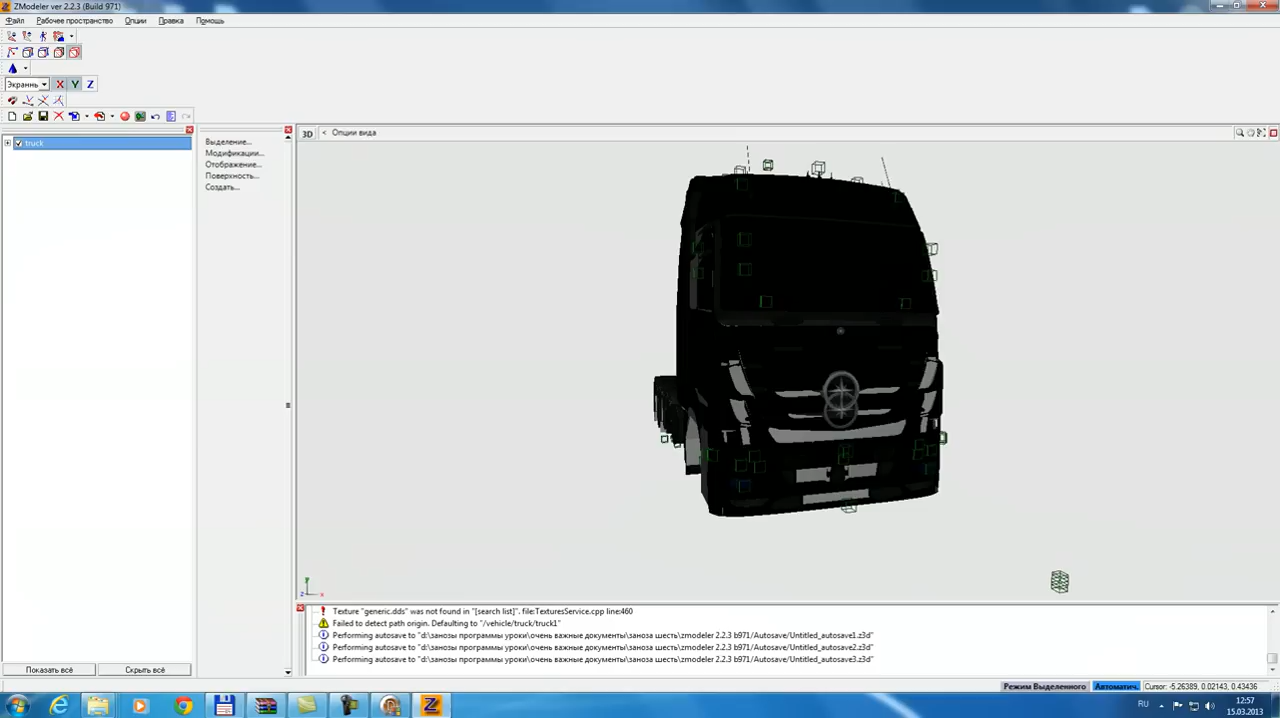 ZModeler ver 2.2.3 (Build 971)
Файл Рабочее пространство Опции Правка Помощь
Экраннь X Y Z
truck
Выделение...
Модификации...
Отображение...
Поверхность...
Создать...
3D < Опции вида
Texture "generic.dds" was not found in "[search list]". file:TexturesService.cpp line:460
Failed to detect path origin. Defaulting to "/vehicle/truck/truck1"
Performing autosave to "d:\занозы программы уроки\очень важные документы\заноза шесть\zmodeler 2.2.3 b971/Autosave/Untitled_autosave1.z3d"
Performing autosave to "d:\занозы программы уроки\очень важные документы\заноза шесть\zmodeler 2.2.3 b971/Autosave/Untitled_autosave2.z3d"
Performing autosave to "d:\занозы программы уроки\очень важные документы\заноза шесть\zmodeler 2.2.3 b971/Autosave/Untitled_autosave3.z3d"
Показать всё Скрыть всё
Режим Выделенного Автоматич. Cursor: -5.26389, 0.02143, 0.43436
RU 12:57
15.03.2013